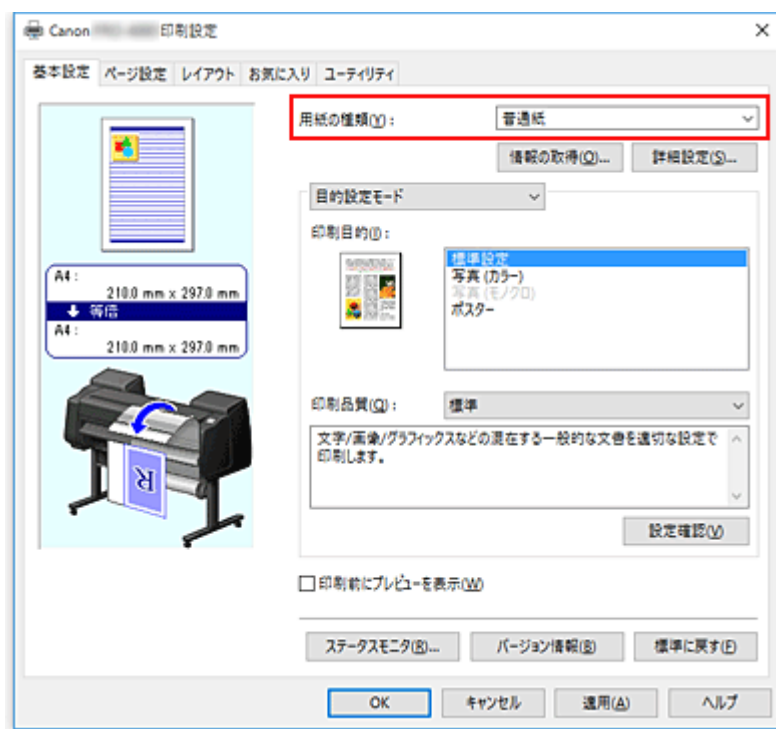 Canon 印刷設定
基本設定 ページ設定 レイアウト お気に入り ユーティリティ
用紙の種類(Y): 普通紙
情報の取得(O)... 詳細設定(S)...
目的設定モード
印刷目的(I):
標準設定
写真 (カラー)
写真 (モノクロ)
ポスター
A4:
210.0 mm x 297.0 mm
等倍
A4:
210.0 mm x 297.0 mm
R
印刷品質(Q): 標準
文字/画像/グラフィックスなどの混在する一般的な文書を適切な設定で
印刷します。
設定確認(V)
印刷前にプレビューを表示(W)
ステータスモニタ(R)... バージョン情報(B) 標準に戻す(F)
OK キャンセル 適用(A) ヘルプ